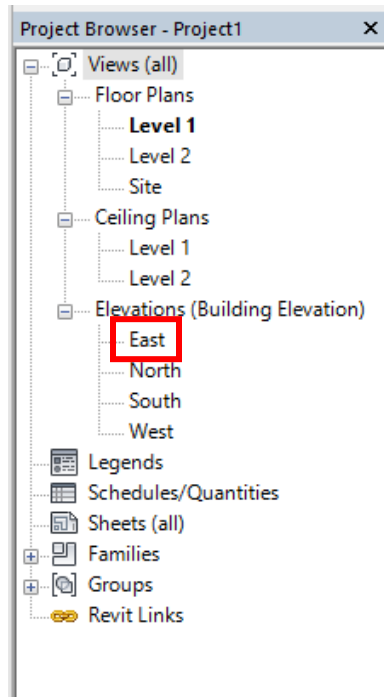 Project Browser - Project1
Views (all)
Floor Plans
Level 1
Level 2
Site
Ceiling Plans
Level 1
Level 2
Elevations (Building Elevation)
East
North
South
West
Legends
Schedules/Quantities
Sheets (all)
Families
Groups
Revit Links